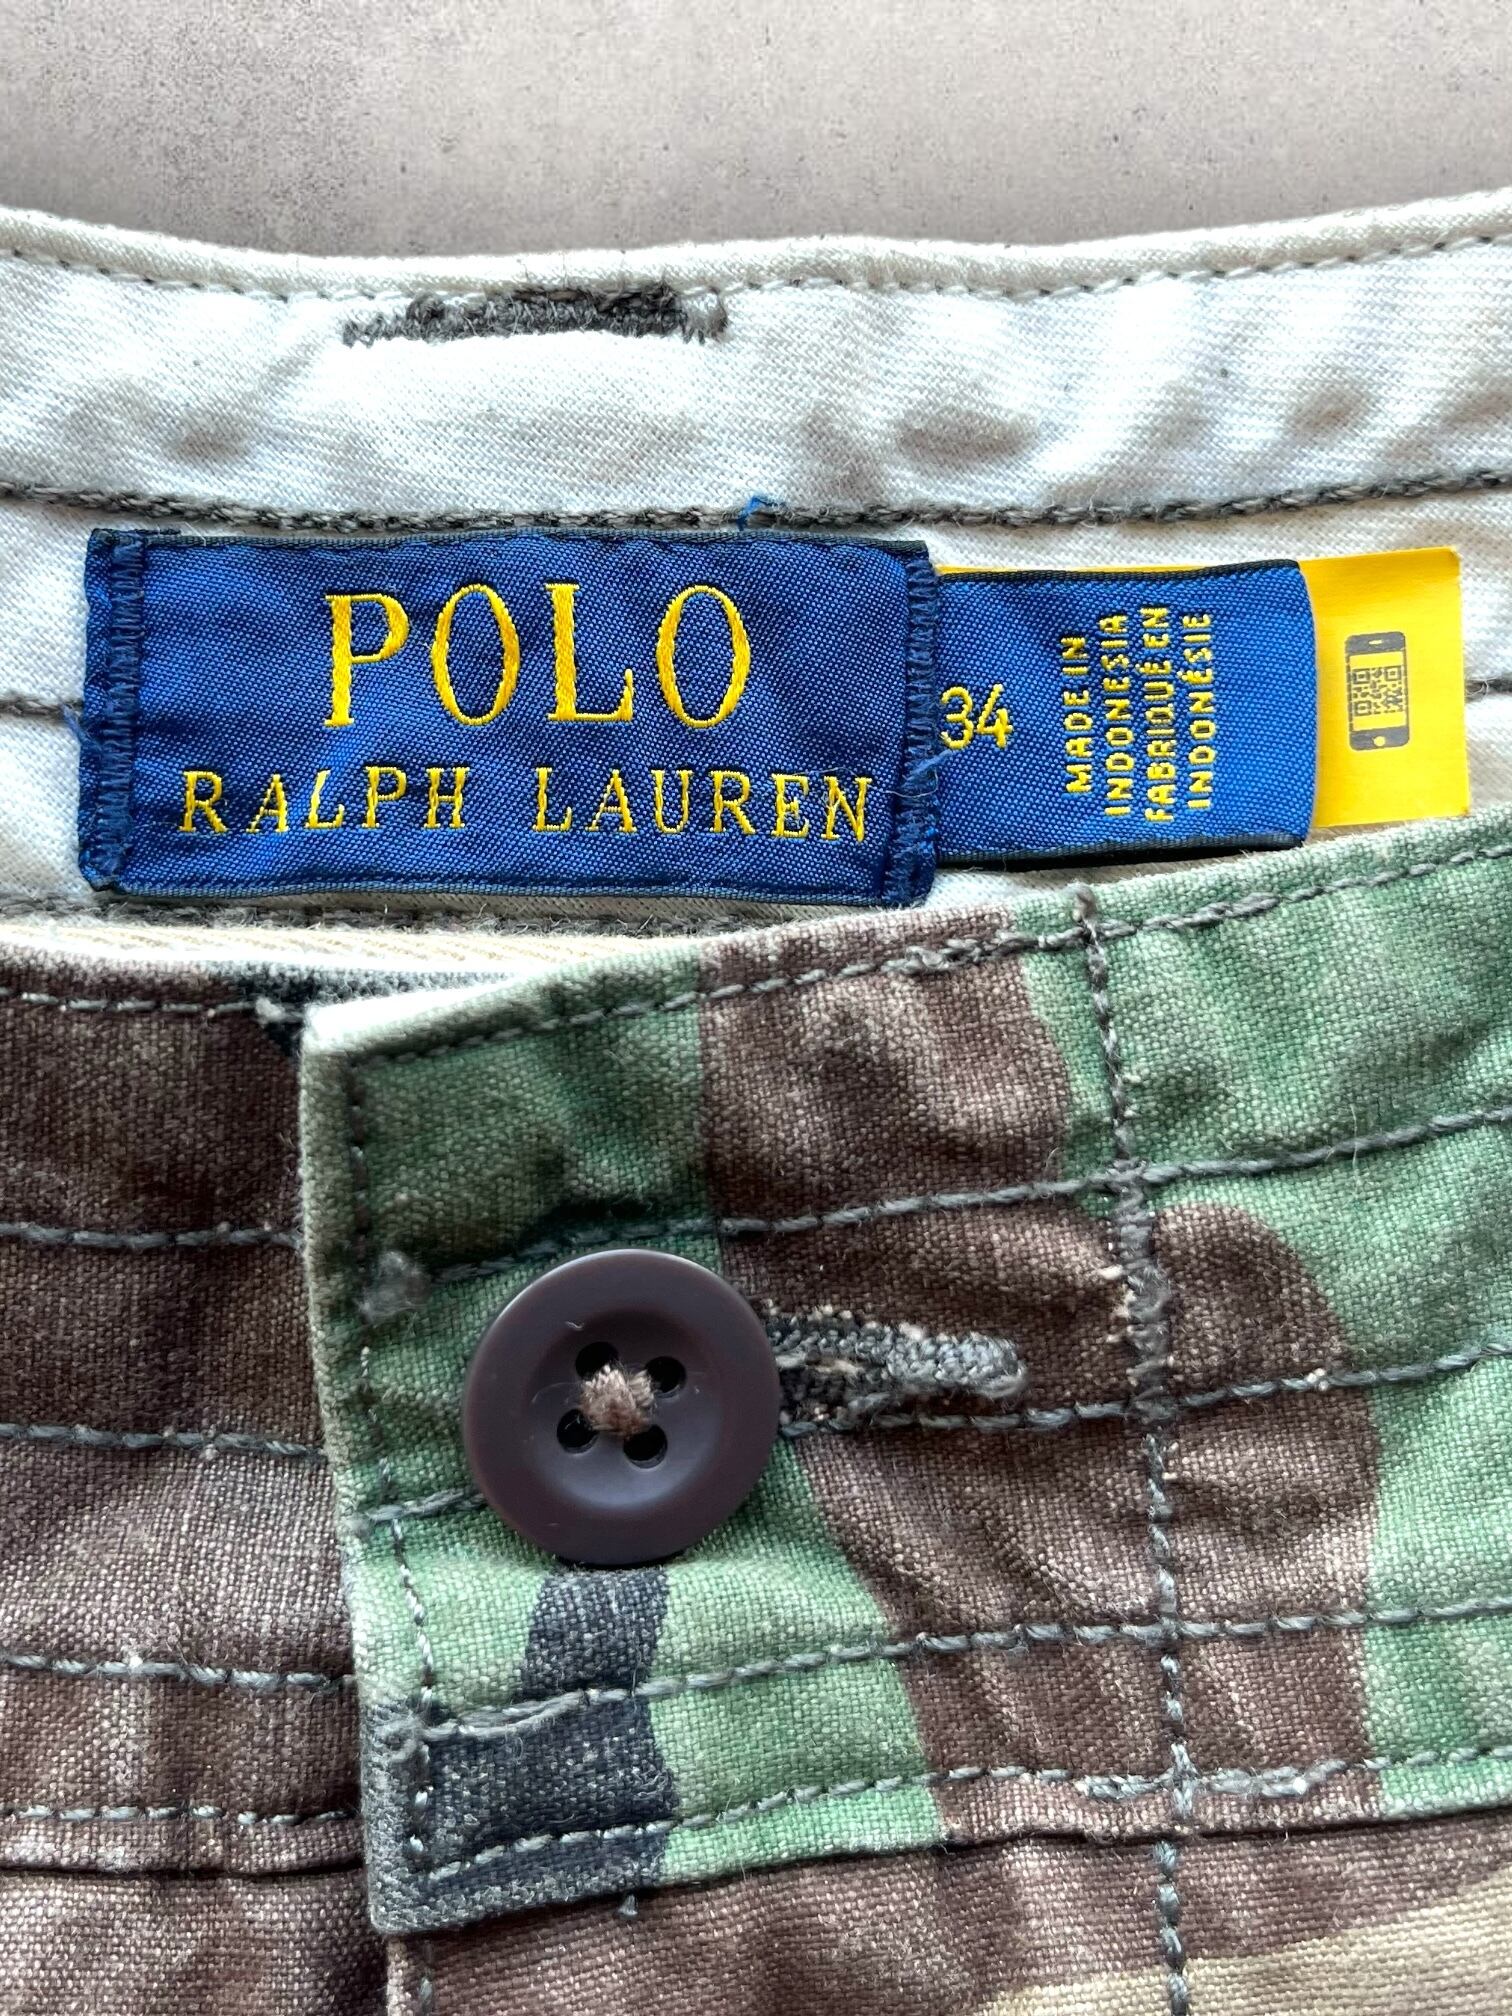 POLO
RALPH LAUREN
34
MADE IN
INDONESIA
FABRIQUÉ EN
INDONÉSIE